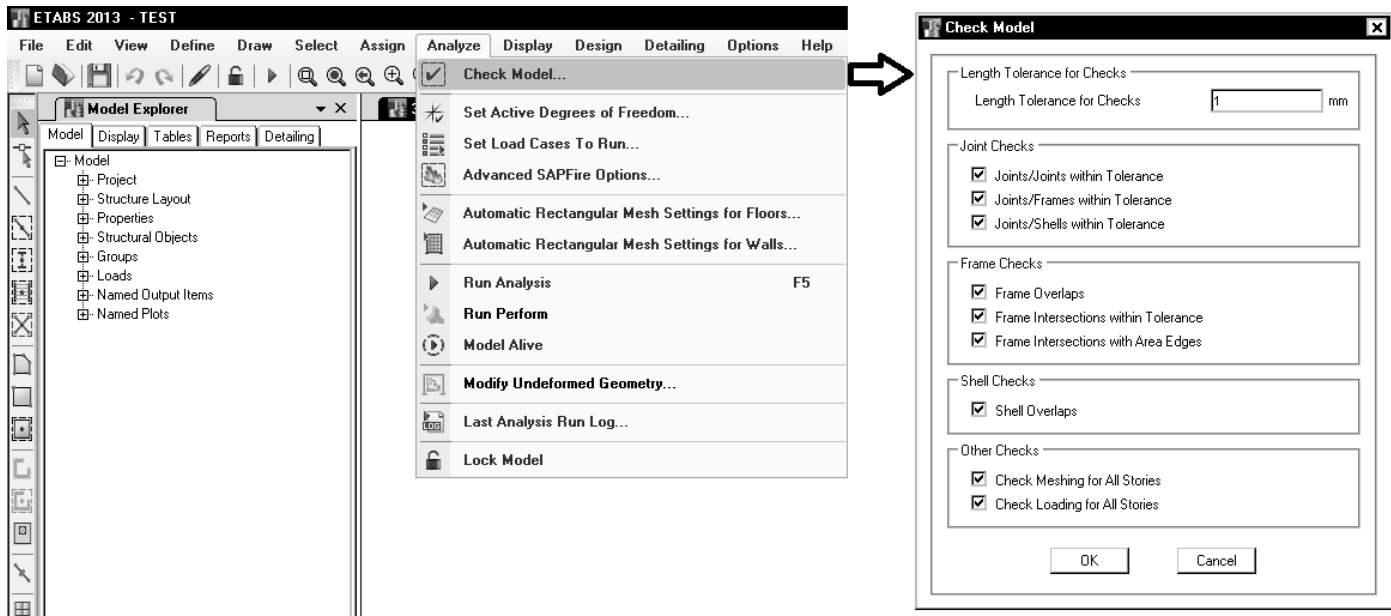 ETABS 2013 - TEST
File Edit View Define Draw Select Assign Analyze Display Design Detailing Options Help
Model Explorer
Model Display Tables Reports Detailing
Model
Project
Structure Layout
Properties
Structural Objects
Groups
Loads
Named Output Items
Named Plots
3
Check Model...
Set Active Degrees of Freedom...
Set Load Cases To Run...
Advanced SAPFire Options...
Automatic Rectangular Mesh Settings for Floors...
Automatic Rectangular Mesh Settings for Walls...
Run Analysis F5
Run Perform
Model Alive
Modify Undeformed Geometry...
LOG Last Analysis Run Log...
Lock Model
Check Model
Length Tolerance for Checks
Length Tolerance for Checks 1 mm
Joint Checks
Joints/Joints within Tolerance
Joints/Frames within Tolerance
Joints/Shells within Tolerance
Frame Checks
Frame Overlaps
Frame Intersections within Tolerance
Frame Intersections with Area Edges
Shell Checks
Shell Overlaps
Other Checks
Check Meshing for All Stories
Check Loading for All Stories
OK Cancel